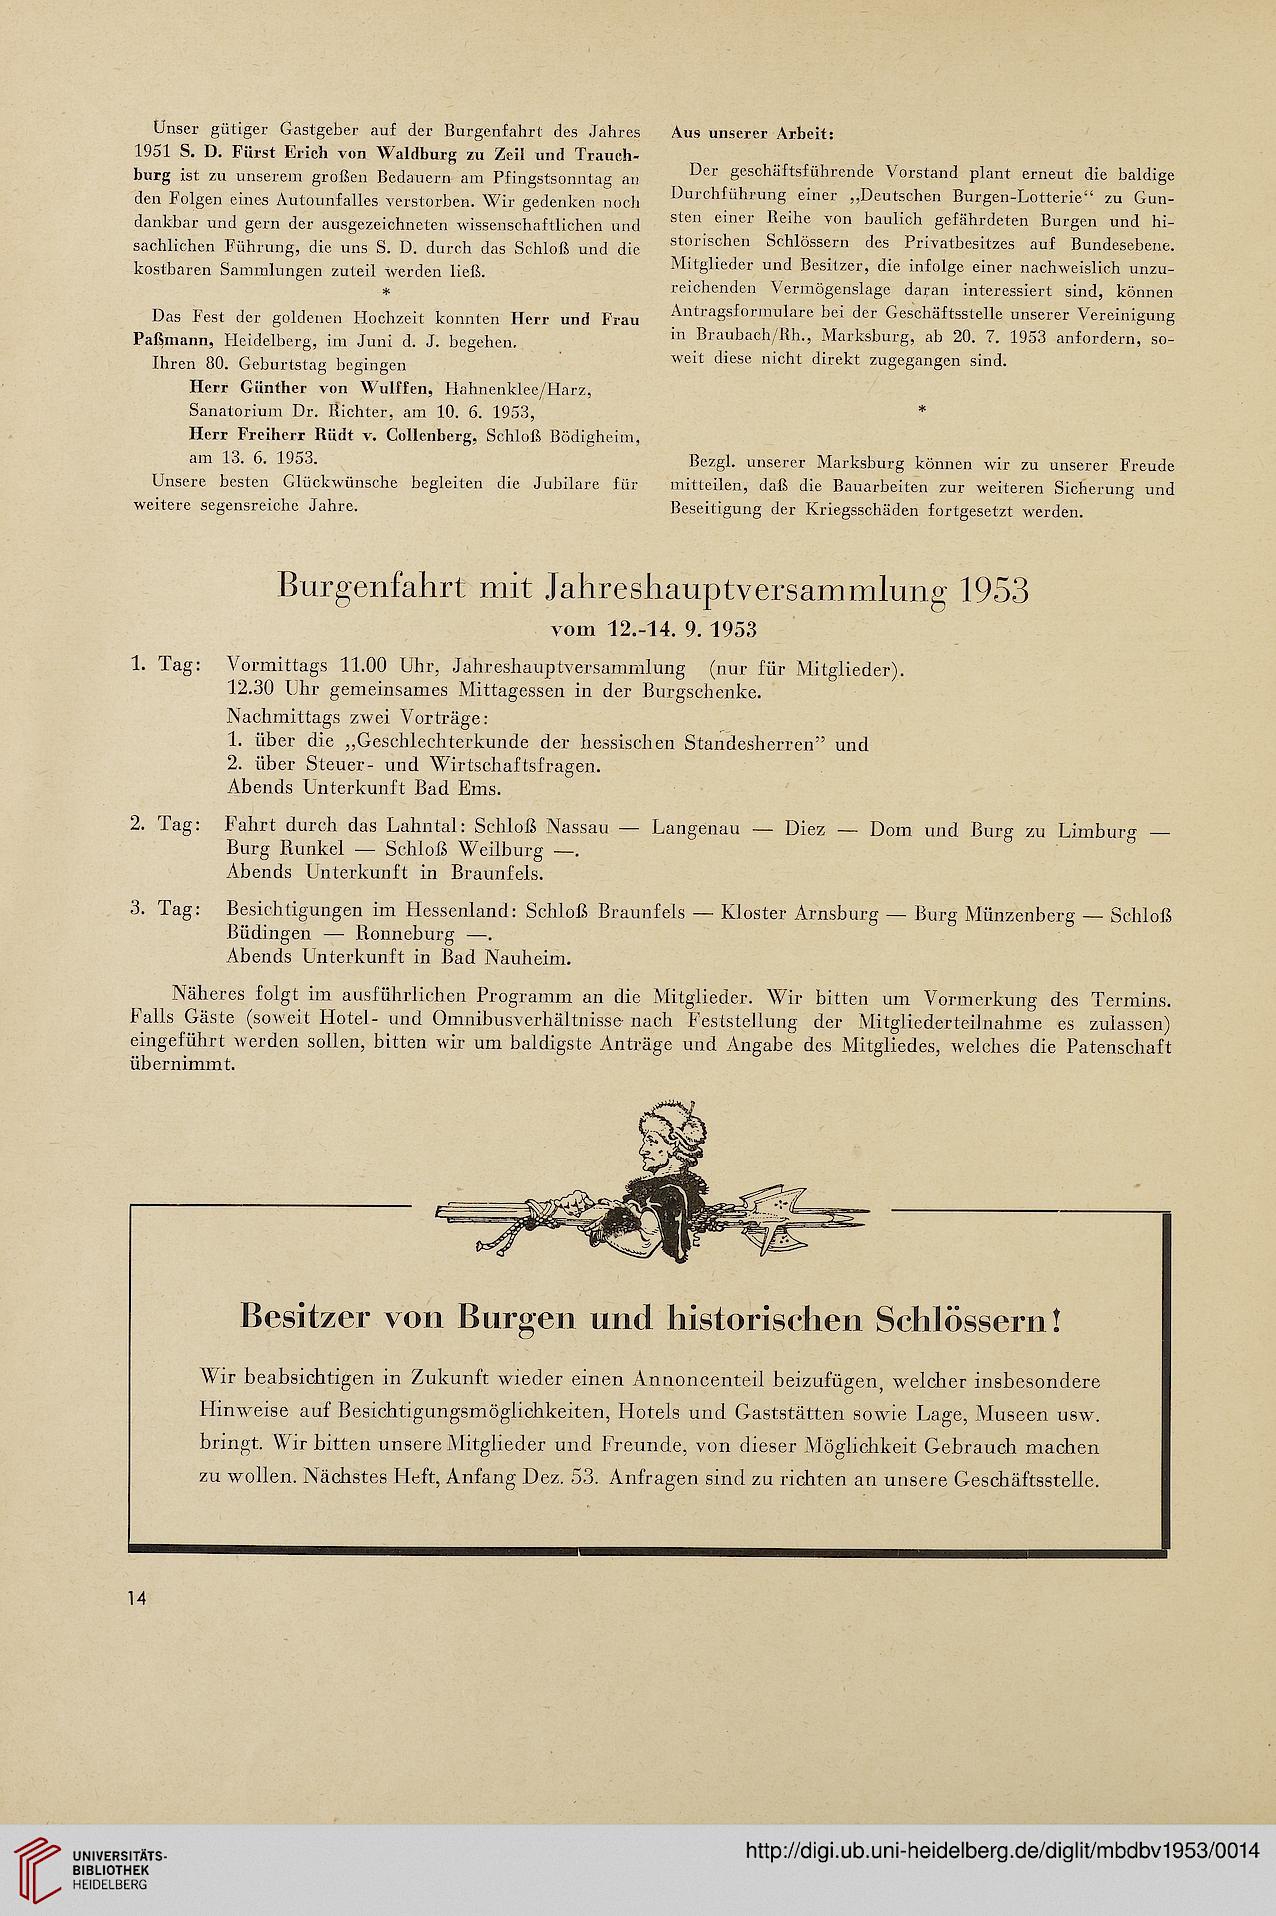 Unser gütiger Gastgeber auf der Burgenfahrt des Jahres
1951 S. D. Fürst Erich von Waldburg zu Zeil und Trauch-
burg ist zu unserem großen Bedauern am Pfingstsonntag an
den Folgen eines Autounfalles verstorben. Wir gedenken noch
dankbar und gern der ausgezeichneten wissenschaftlichen und
sachlichen Führung, die uns S. D. durch das Schloß und die
kostbaren Sammlungen zuteil werden ließ.
*
Das Fest der goldenen Hochzeit konnten Herr und Frau
Paßmann, Heidelberg, im Juni d. J. begehen.
Ihren 80. Geburtstag begingen
Herr Günther von Wulffen, Hahnenklee/Harz,
Sanatorium Dr. Richter, am 10. 6. 1953,
Herr Freiherr Rüdt v. Collenberg, Schloß Bödigheim,
am 13. 6. 1953.
Unsere besten Glückwünsche begleiten die Jubilare für
weitere segensreiche Jahre.
Aus unserer Arbeit:
Der geschäftsführende Vorstand plant erneut die baldige
Durchführung einer „Deutschen Burgen-Lotterie“ zu Gun-
sten einer Reihe von baulich gefährdeten Burgen und hi-
storischen Schlössern des Privatbesitzes auf Bundesebene.
Mitglieder und Besitzer, die infolge einer nachweislich unzu-
reichenden Vermögenslage daran interessiert sind, können
Antragsformulare bei der Geschäftsstelle unserer Vereinigung
in Braubach/Rh., Marksburg, ab 20. 7. 1953 anfordern, so-
weit diese nicht direkt zugegangen sind.
*
Bezgl. unserer Marksburg können wir zu unserer Freude
mitteilen, daß die Bauarbeiten zur weiteren Sicherung und
Beseitigung der Kriegsschäden fortgesetzt werden.
Burgenfahrt mit Jahreshauptversammlung 1953
vom 12.-14. 9. 1953
1. Tag: Vormittags 11.00 Uhr, Jahreshauptversammlung (nur für Mitglieder).
12.30 Uhr gemeinsames Mittagessen in der Burgschenke.
Nachmittags zwei Vorträge:
1. über die „Geschlechterkunde der hessischen Standesherren” und
2. über Steuer- und Wirtschaftsfragen.
Abends Unterkunft Bad Ems.
2. Tag: Fahrt durch das Lahntal: Schloß Nassau — Langenau — Diez — Dom und Burg zu Limburg —
Burg Runkel — Schloß Weilburg —.
Abends Unterkunft in Braunfels.
3. Tag: Besichtigungen im Hessenland: Schloß Braunfels — Kloster Arnsburg — Burg Münzenberg — Schloß
Büdingen — Ronneburg —.
Abends Unterkunft in Bad Nauheim.
Näheres folgt im ausführlichen Programm an die Mitglieder. Wir bitten um Vormerkung des Termins.
Falls Gäste (soweit Hotel- und Omnibusverhältnisse nach Feststellung der Mitgliederteilnahme es zulassen)
eingeführt werden sollen, bitten wir um baldigste Anträge und Angabe des Mitgliedes, welches die Patenschaft
übernimmt.
Besitzer von Burgen und historischen Schlössern!
Wir beabsichtigen in Zukunft wieder einen Annoncenteil beizufügen, welcher insbesondere
Hinweise auf Besichtigungsmöglichkeiten, Hotels und Gaststätten sowie Lage, Museen usw.
bringt. Wir bitten unsere Mitglieder und Freunde, von dieser Möglichkeit Gebrauch machen
zu wollen. Nächstes Heft, Anfang Dez. 53. Anfragen sind zu richten an unsere Geschäftsstelle.
14
UNIVERSITÄTS-
BIBLIOTHEK
HEIDELBERG
http://digi.ub.uni-heidelberg.de/diglit/mbdbv1953/0014